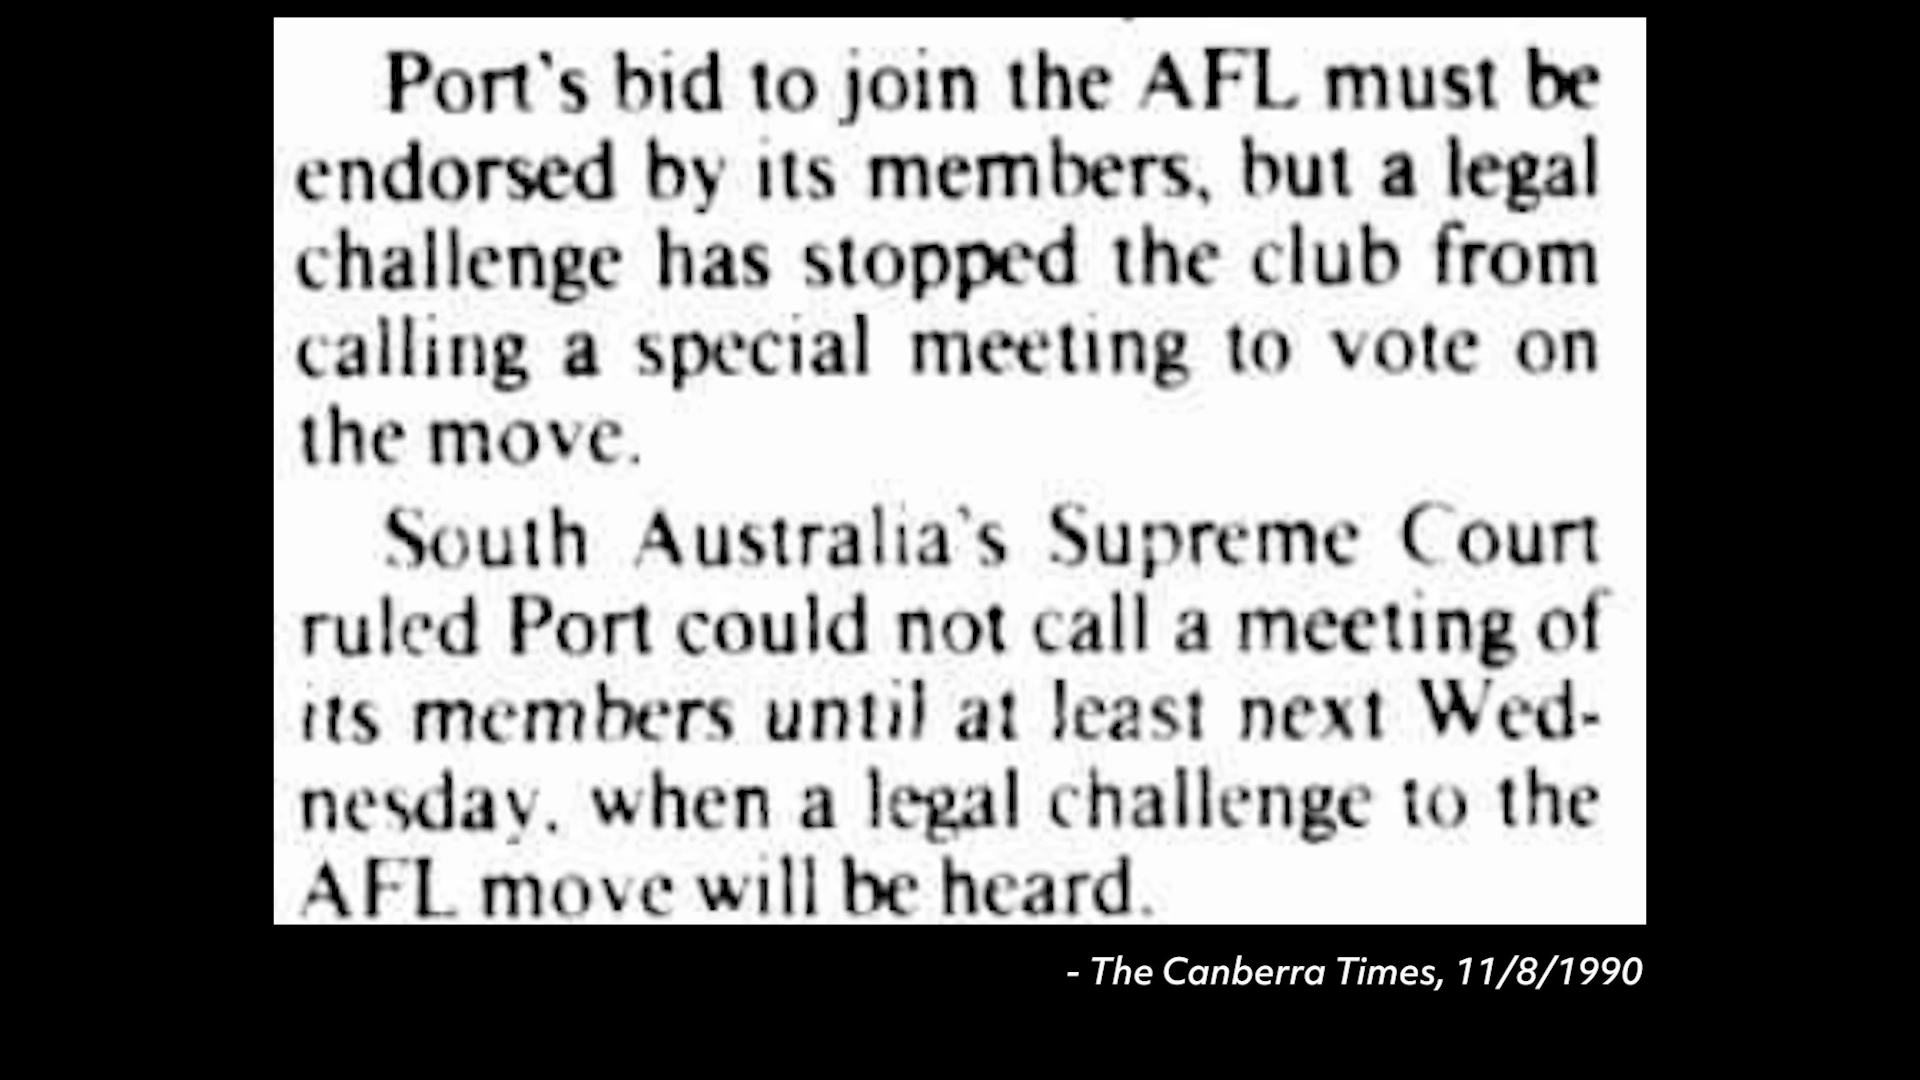 Port's bid to join the AFL must be
endorsed by its members, but a legal
challenge has stopped the club from
calling a special meeting to vote on
the move.
South Australia's Supreme Court
ruled Port could not call a meeting of
its members until at least next Wed-
nesday, when a legal challenge to the
AFL move will be heard.
- The Canberra Times, 11/8/1990